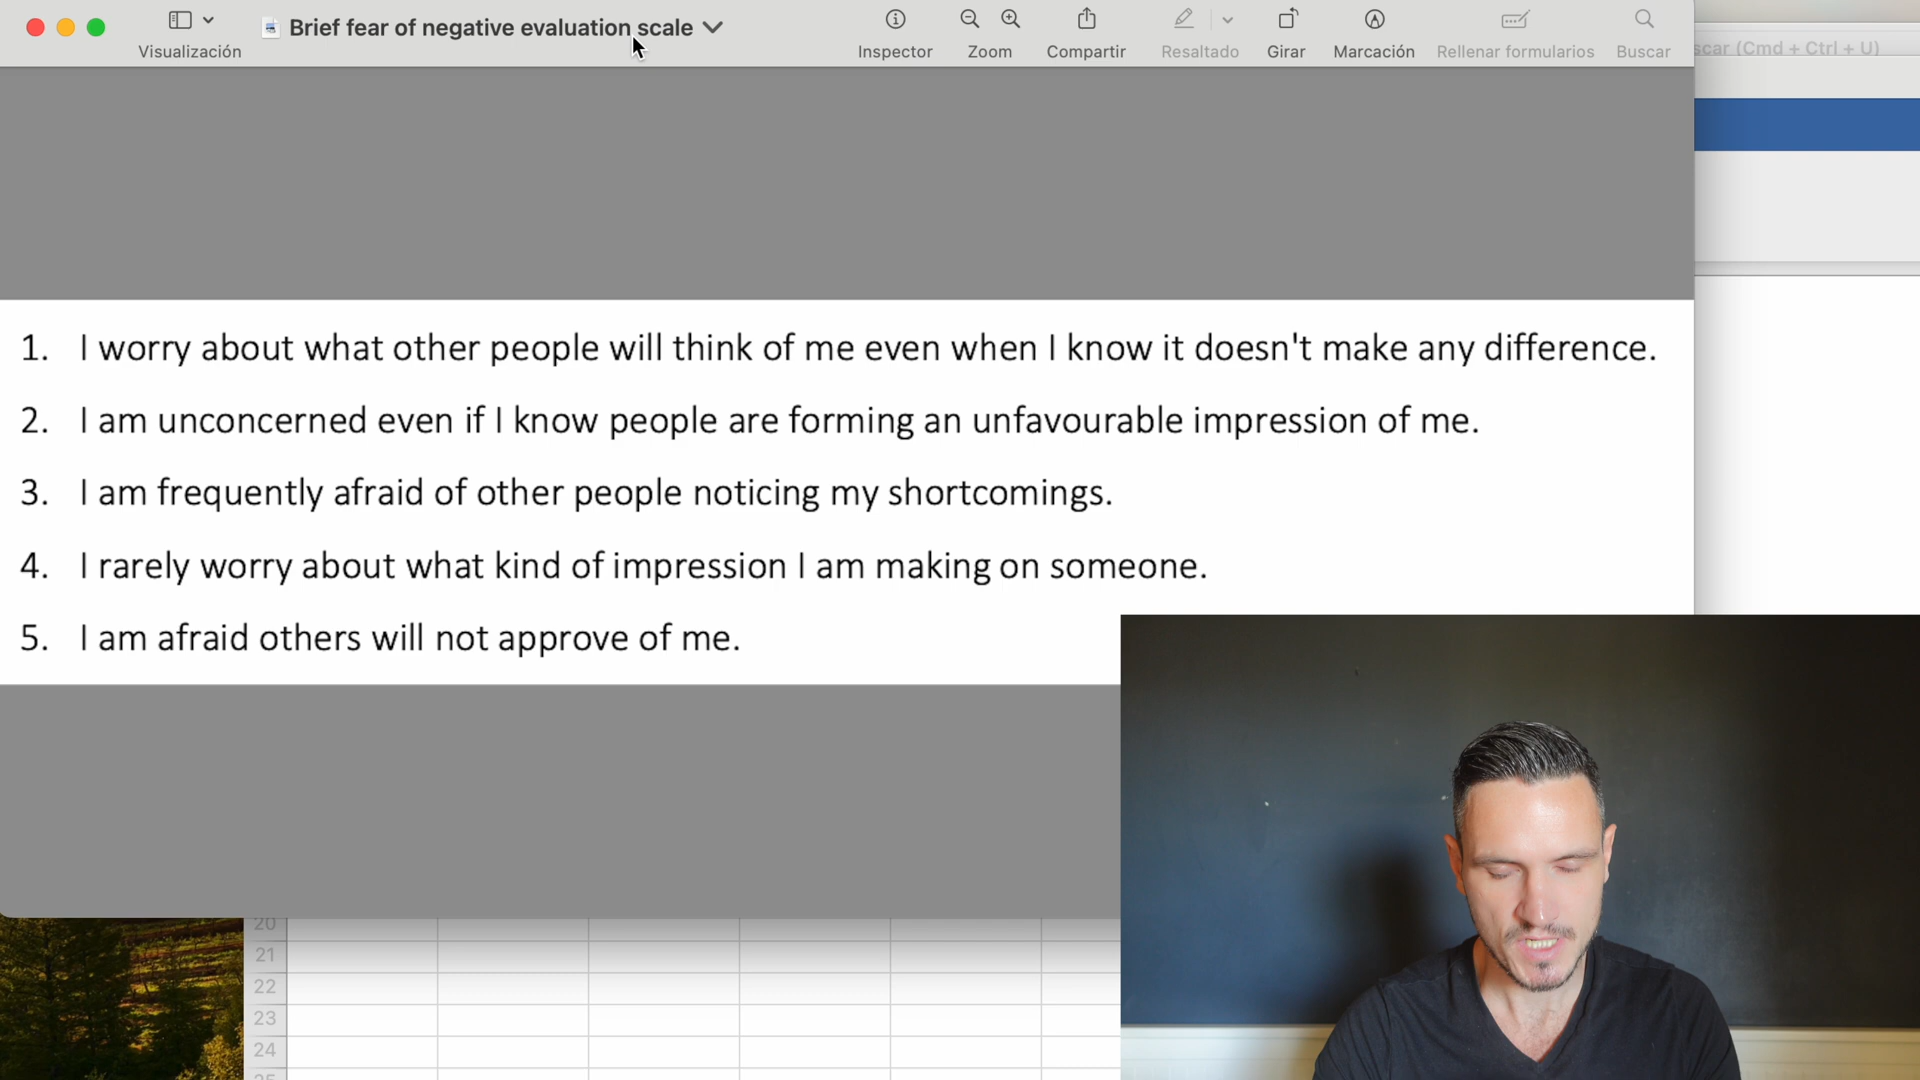 Brief fear of negative evaluation scale
Visualización
Inspector
Zoom
Compartir
Resaltado
Girar
Marcación
Rellenar formularios
Buscar
scar (Cmd + Ctrl + U)
1. I worry about what other people will think of me even when I know it doesn't make any difference.
2. I am unconcerned even if I know people are forming an unfavourable impression of me.
3. I am frequently afraid of other people noticing my shortcomings.
4. I rarely worry about what kind of impression I am making on someone.
5. I am afraid others will not approve of me.
20
21
22
23
24
25